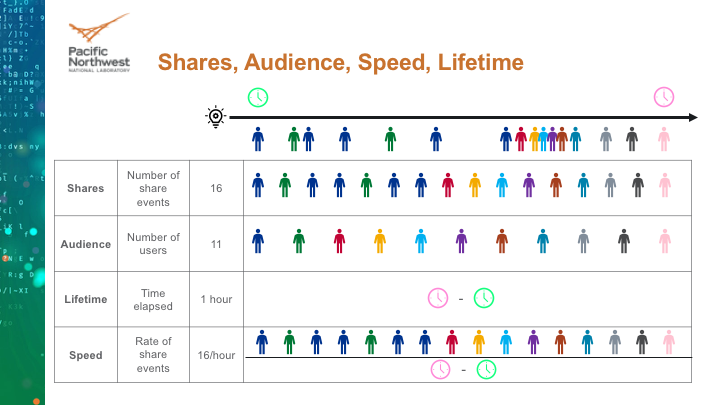 Pacific
Northwest
NATIONAL LABORATORY
Shares, Audience, Speed, Lifetime
Shares
Number of
share
events
16
Audience
Number of
users
11
Lifetime
Time
elapsed
1 hour
-
Speed
Rate of
share
events
16/hour
-